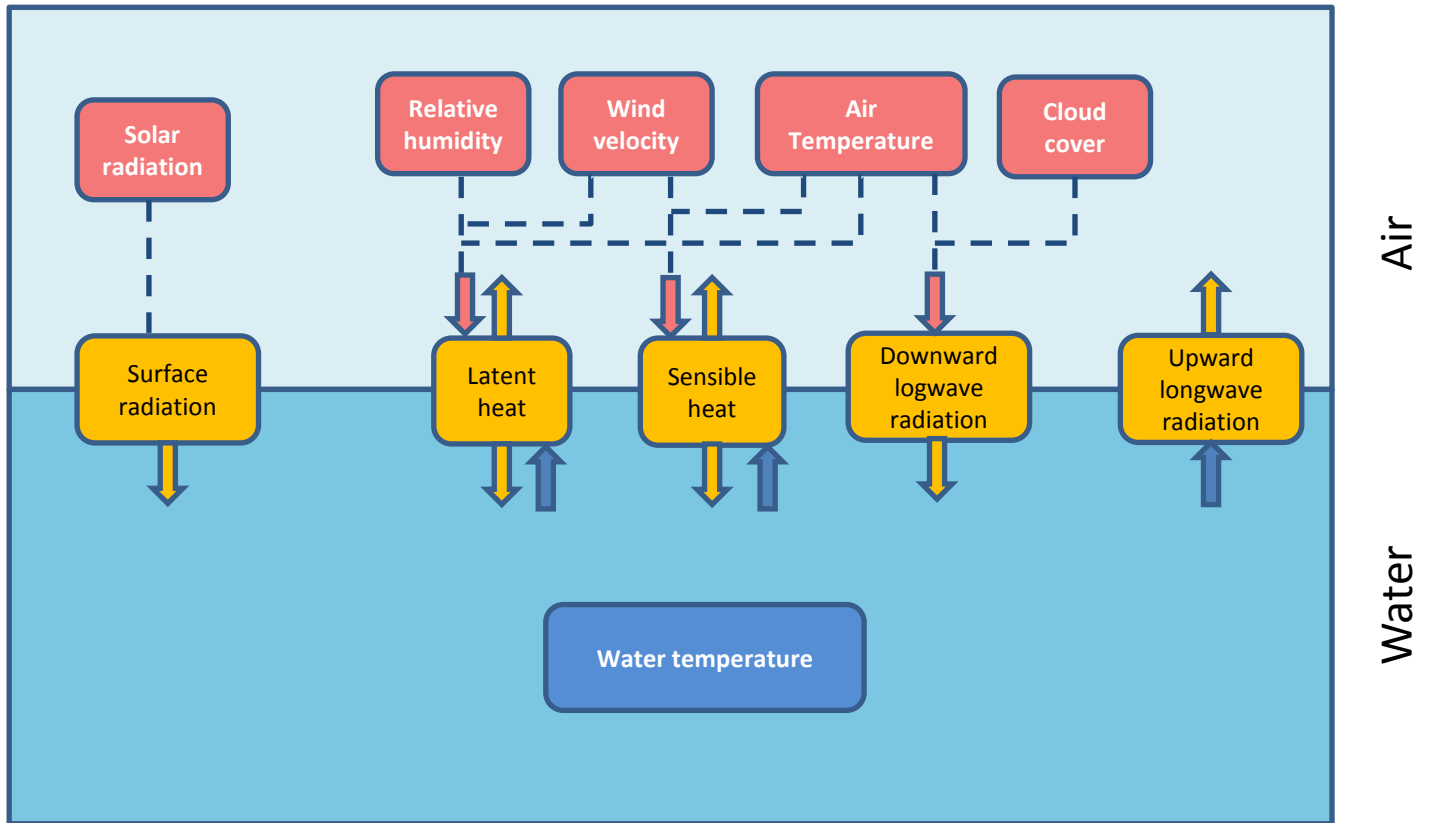 Solar
radiation
Relative
humidity
Wind
velocity
Air
Temperature
Cloud
cover
Air
Surface
radiation
Latent
heat
Sensible
heat
Downward
logwave
radiation
Upward
longwave
radiation
Water temperature
Water